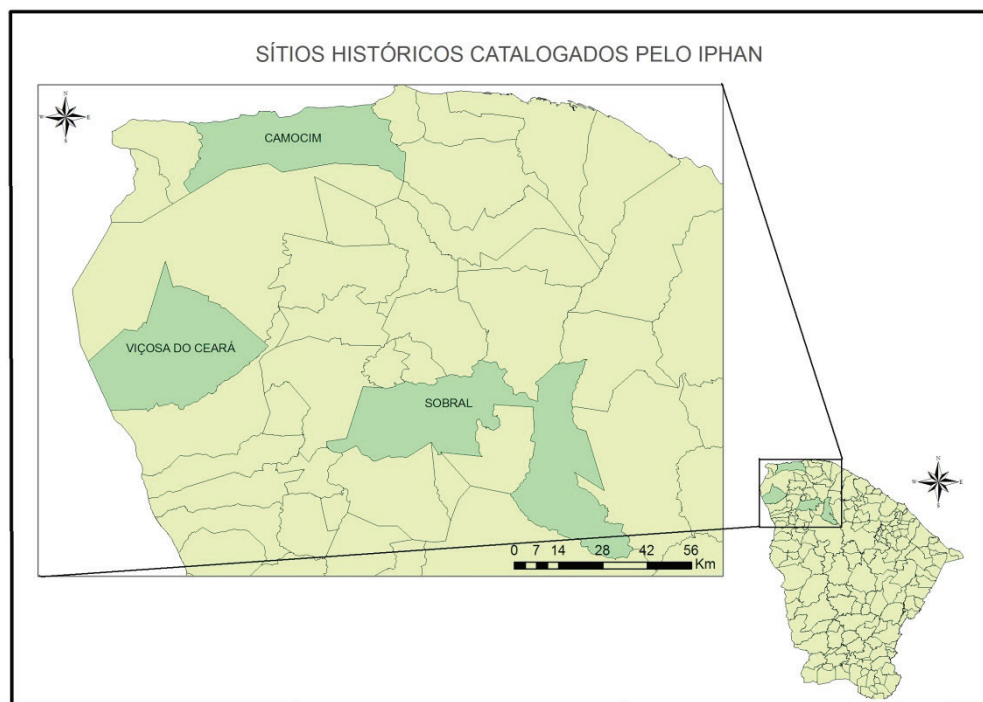 SÍTIOS HISTÓRICOS CATALOGADOS PELO IPHAN
N
W E
S
CAMOCIM
VIÇOSA DO CEARÁ
SOBRAL
N
W E
S
0 7 14 28 42 56
Km